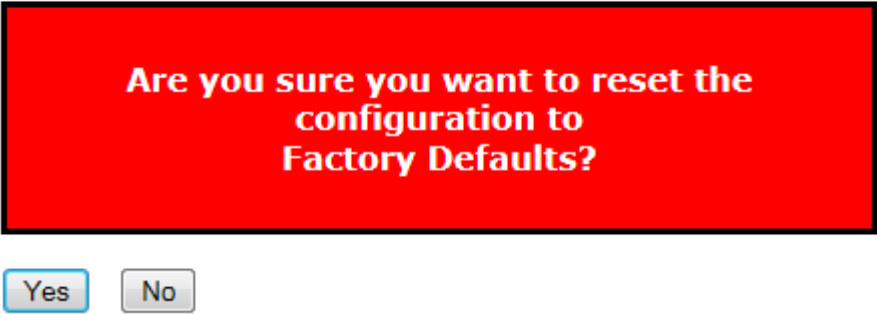 Are you sure you want to reset the
configuration to
Factory Defaults?
Yes No